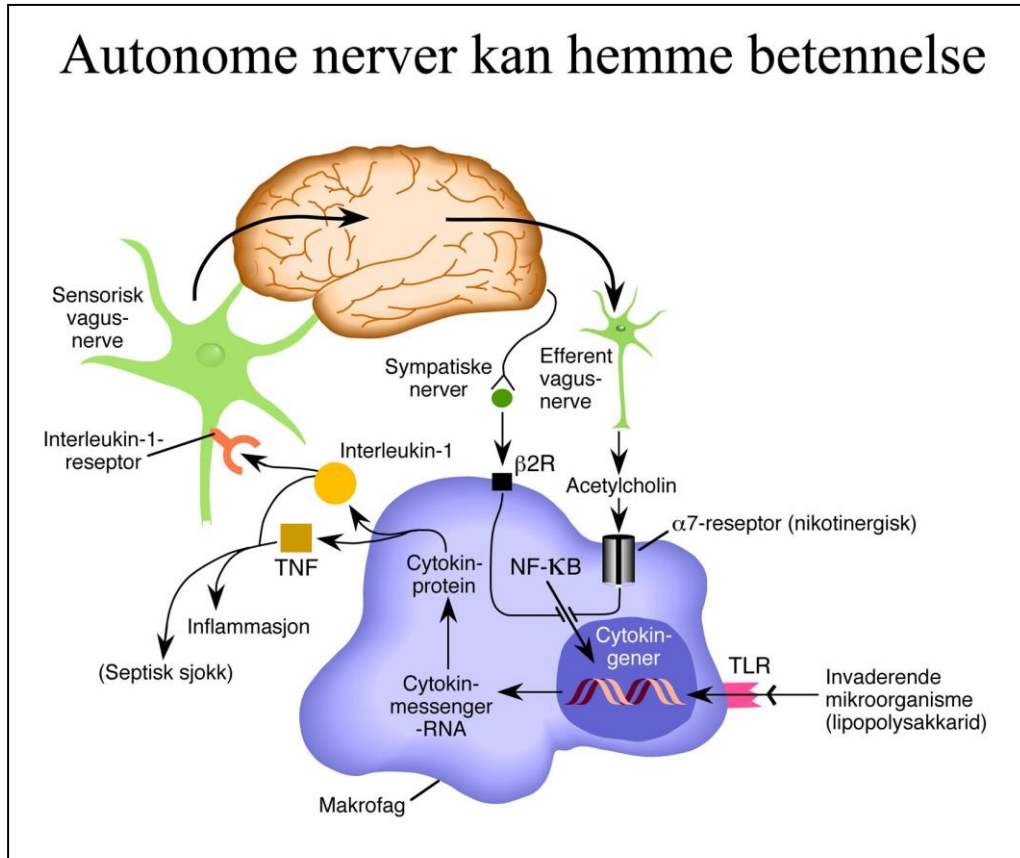 Autonome nerver kan hemme betennelse
Sensorisk
vagus-
nerve
Sympatiske
nerver
Efferent
vagus-
nerve
Interleukin-1-
reseptor
Interleukin-1
β2R
Acetylcholin
α7-reseptor (nikotinergisk)
TNF
Cytokin-
protein
NF-κB
Inflammasjon
(Septisk sjokk)
Cytokin-
gener
TLR
Cytokin-
messenger
-RNA
Invaderende
mikroorganisme
(lipopolysakkarid)
Makrofag